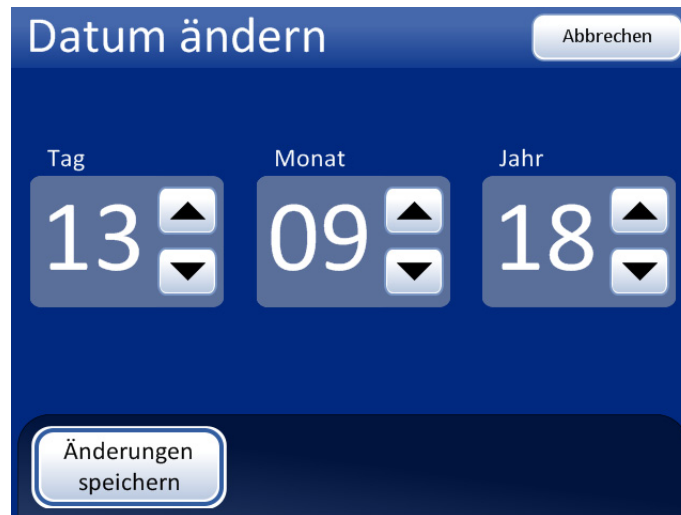 Datum ändern
Abbrechen
Tag
Monat
Jahr
13
09
18
Änderungen
speichern